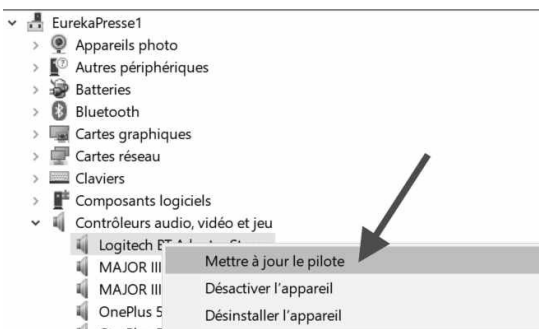 EurekaPresse1
Appareils photo
Autres périphériques
Batteries
Bluetooth
Cartes graphiques
Cartes réseau
Claviers
Composants logiciels
Contrôleurs audio, vidéo et jeu
Logitech
MAJOR III
MAJOR III
OnePlus 5
Mettre à jour le pilote
Désactiver l'appareil
Désinstaller l'appareil